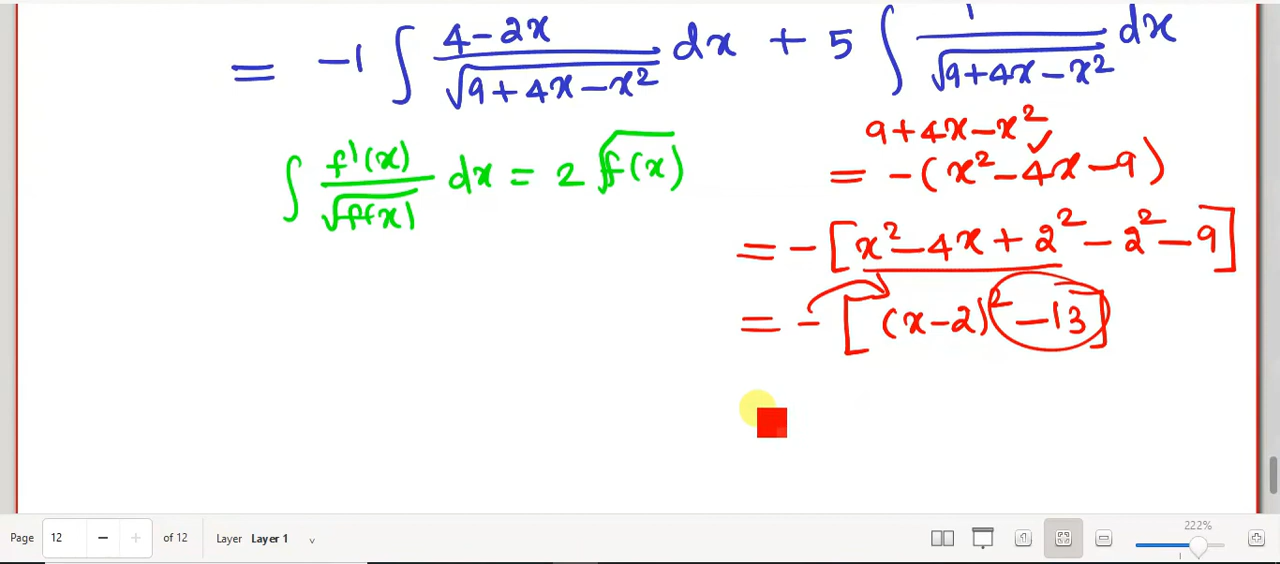 = -1 ∫ 4-2x / √(9+4x-x²) dx + 5 ∫ 1 / √(9+4x-x²) dx
9+4x-x²
∫ f'(x) / √f(x) dx = 2 √f(x)
= -(x²-4x-9)
= -[x²-4x+2²-2²-9]
= -[(x-2)²-13]
Page 12 of 12 Layer Layer 1 222%